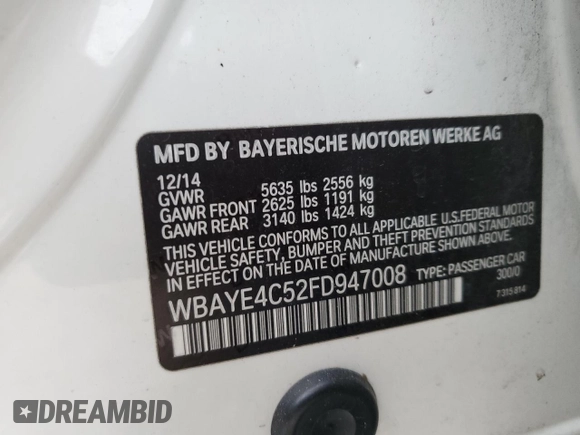 MFD BY BAYERISCHE MOTOREN WERKE AG
12/14
GVWR 5635 lbs 2556 kg
GAWR FRONT 2625 lbs 1191 kg
GAWR REAR 3140 lbs 1424 kg
THIS VEHICLE CONFORMS TO ALL APPLICABLE U.S.FEDERAL MOTOR
VEHICLE SAFETY, BUMPER AND THEFT PREVENTION STANDARDS
IN EFFECT ON THE DATE OF MANUFACTURE SHOWN ABOVE.
WBAYE4C52FD947008 TYPE: PASSENGER CAR
300/0
7315814
DREAMBID